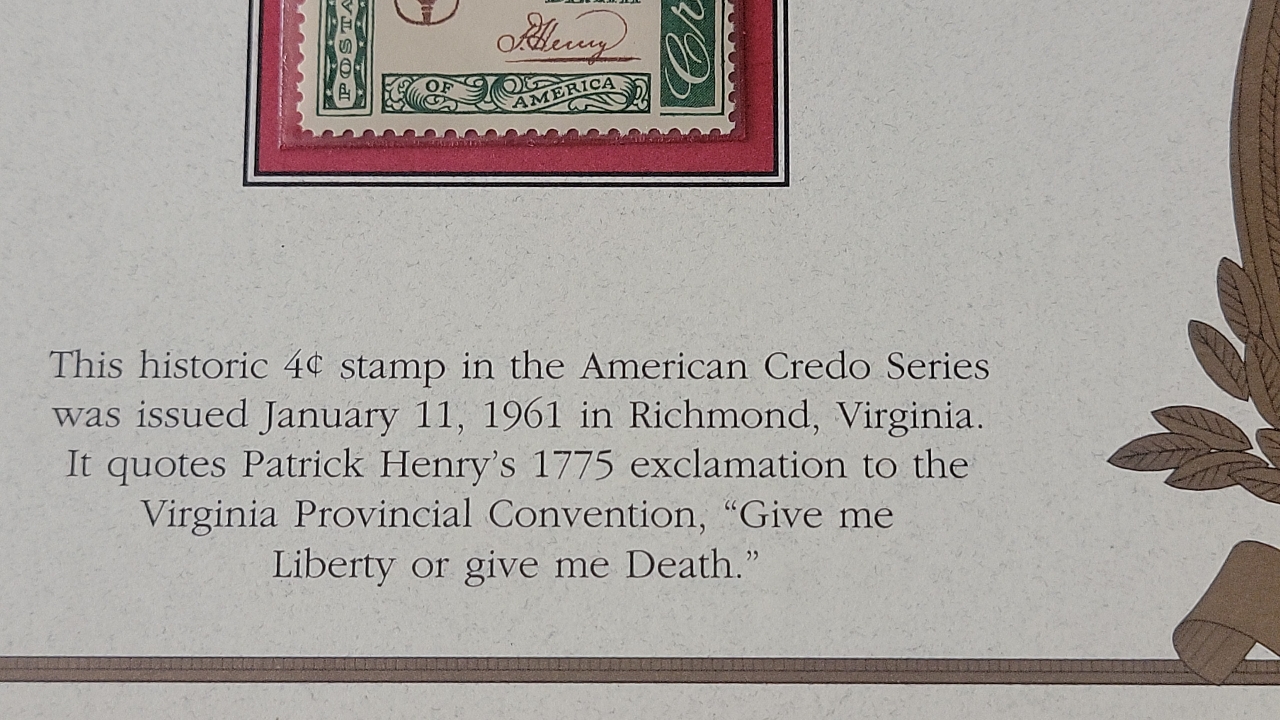 POSTA
P.Henry
Cr
OF AMERICA
This historic 4¢ stamp in the American Credo Series
was issued January 11, 1961 in Richmond, Virginia.
It quotes Patrick Henry's 1775 exclamation to the
Virginia Provincial Convention, “Give me
Liberty or give me Death.”